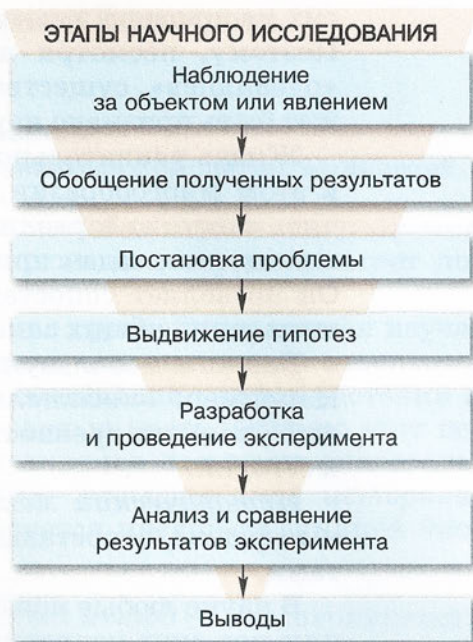 ЭТАПЫ НАУЧНОГО ИССЛЕДОВАНИЯ
Наблюдение
за объектом или явлением
Обобщение полученных результатов
Постановка проблемы
Выдвижение гипотез
Разработка
и проведение эксперимента
Анализ и сравнение
результатов эксперимента
Выводы